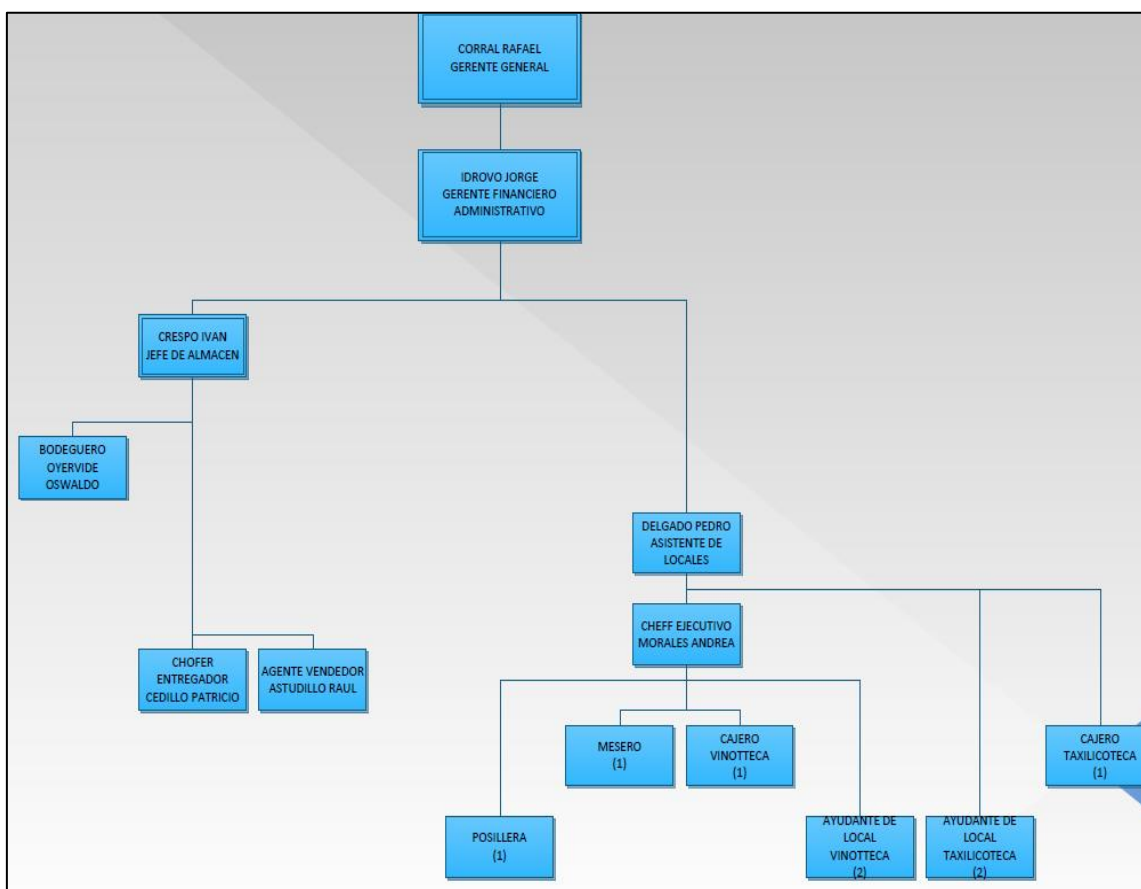 CORRAL RAFAEL
GERENTE GENERAL
IDROVO JORGE
GERENTE FINANCIERO
ADMINISTRATIVO
CRESPO IVAN
JEFE DE ALMACEN
BODEGUERO
OYERVIDE
OSWALDO
DELGADO PEDRO
ASISTENTE DE
LOCALES
CHEFF EJECUTIVO
MORALES ANDREA
CHOFER
ENTREGADOR
CEDILLO PATRICIO
AGENTE VENDEDOR
ASTUDILLO RAUL
MESERO
(1)
CAJERO
VINOTTECA
(1)
CAJERO
TAXILICOTECA
(1)
POSILLERA
(1)
AYUDANTE DE
LOCAL
VINOTTECA
(2)
AYUDANTE DE
LOCAL
TAXILICOTECA
(2)